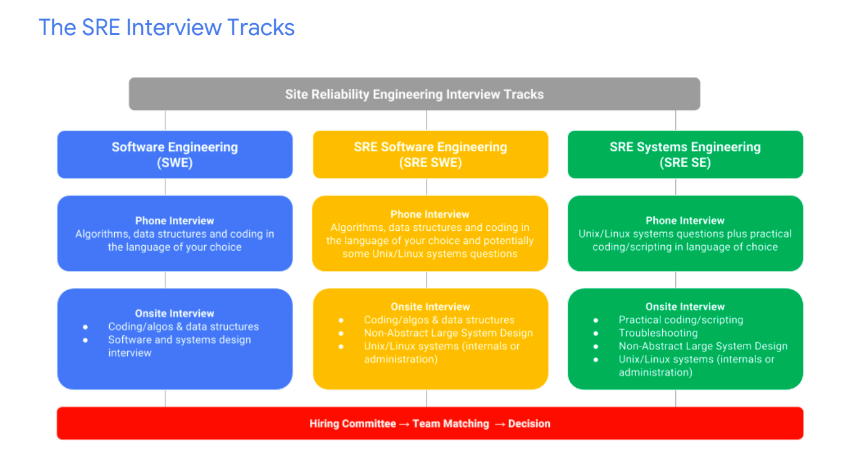 The SRE Interview Tracks
Site Reliability Engineering Interview Tracks
Software Engineering
(SWE)
Phone Interview
Algorithms, data structures and coding in
the language of your choice
Onsite Interview
● Coding/algos & data structures
● Software and systems design
interview
SRE Software Engineering
(SRE SWE)
Phone Interview
Algorithms, data structures and coding in
the language of your choice and potentially
some Unix/Linux systems questions
Onsite Interview
● Coding/algos & data structures
● Non-Abstract Large System Design
● Unix/Linux systems (internals or
administration)
SRE Systems Engineering
(SRE SE)
Phone Interview
Unix/Linux systems questions plus practical
coding/scripting in language of choice
Onsite Interview
● Practical coding/scripting
● Troubleshooting
● Non-Abstract Large System Design
● Unix/Linux systems (internals or
administration)
Hiring Committee → Team Matching → Decision